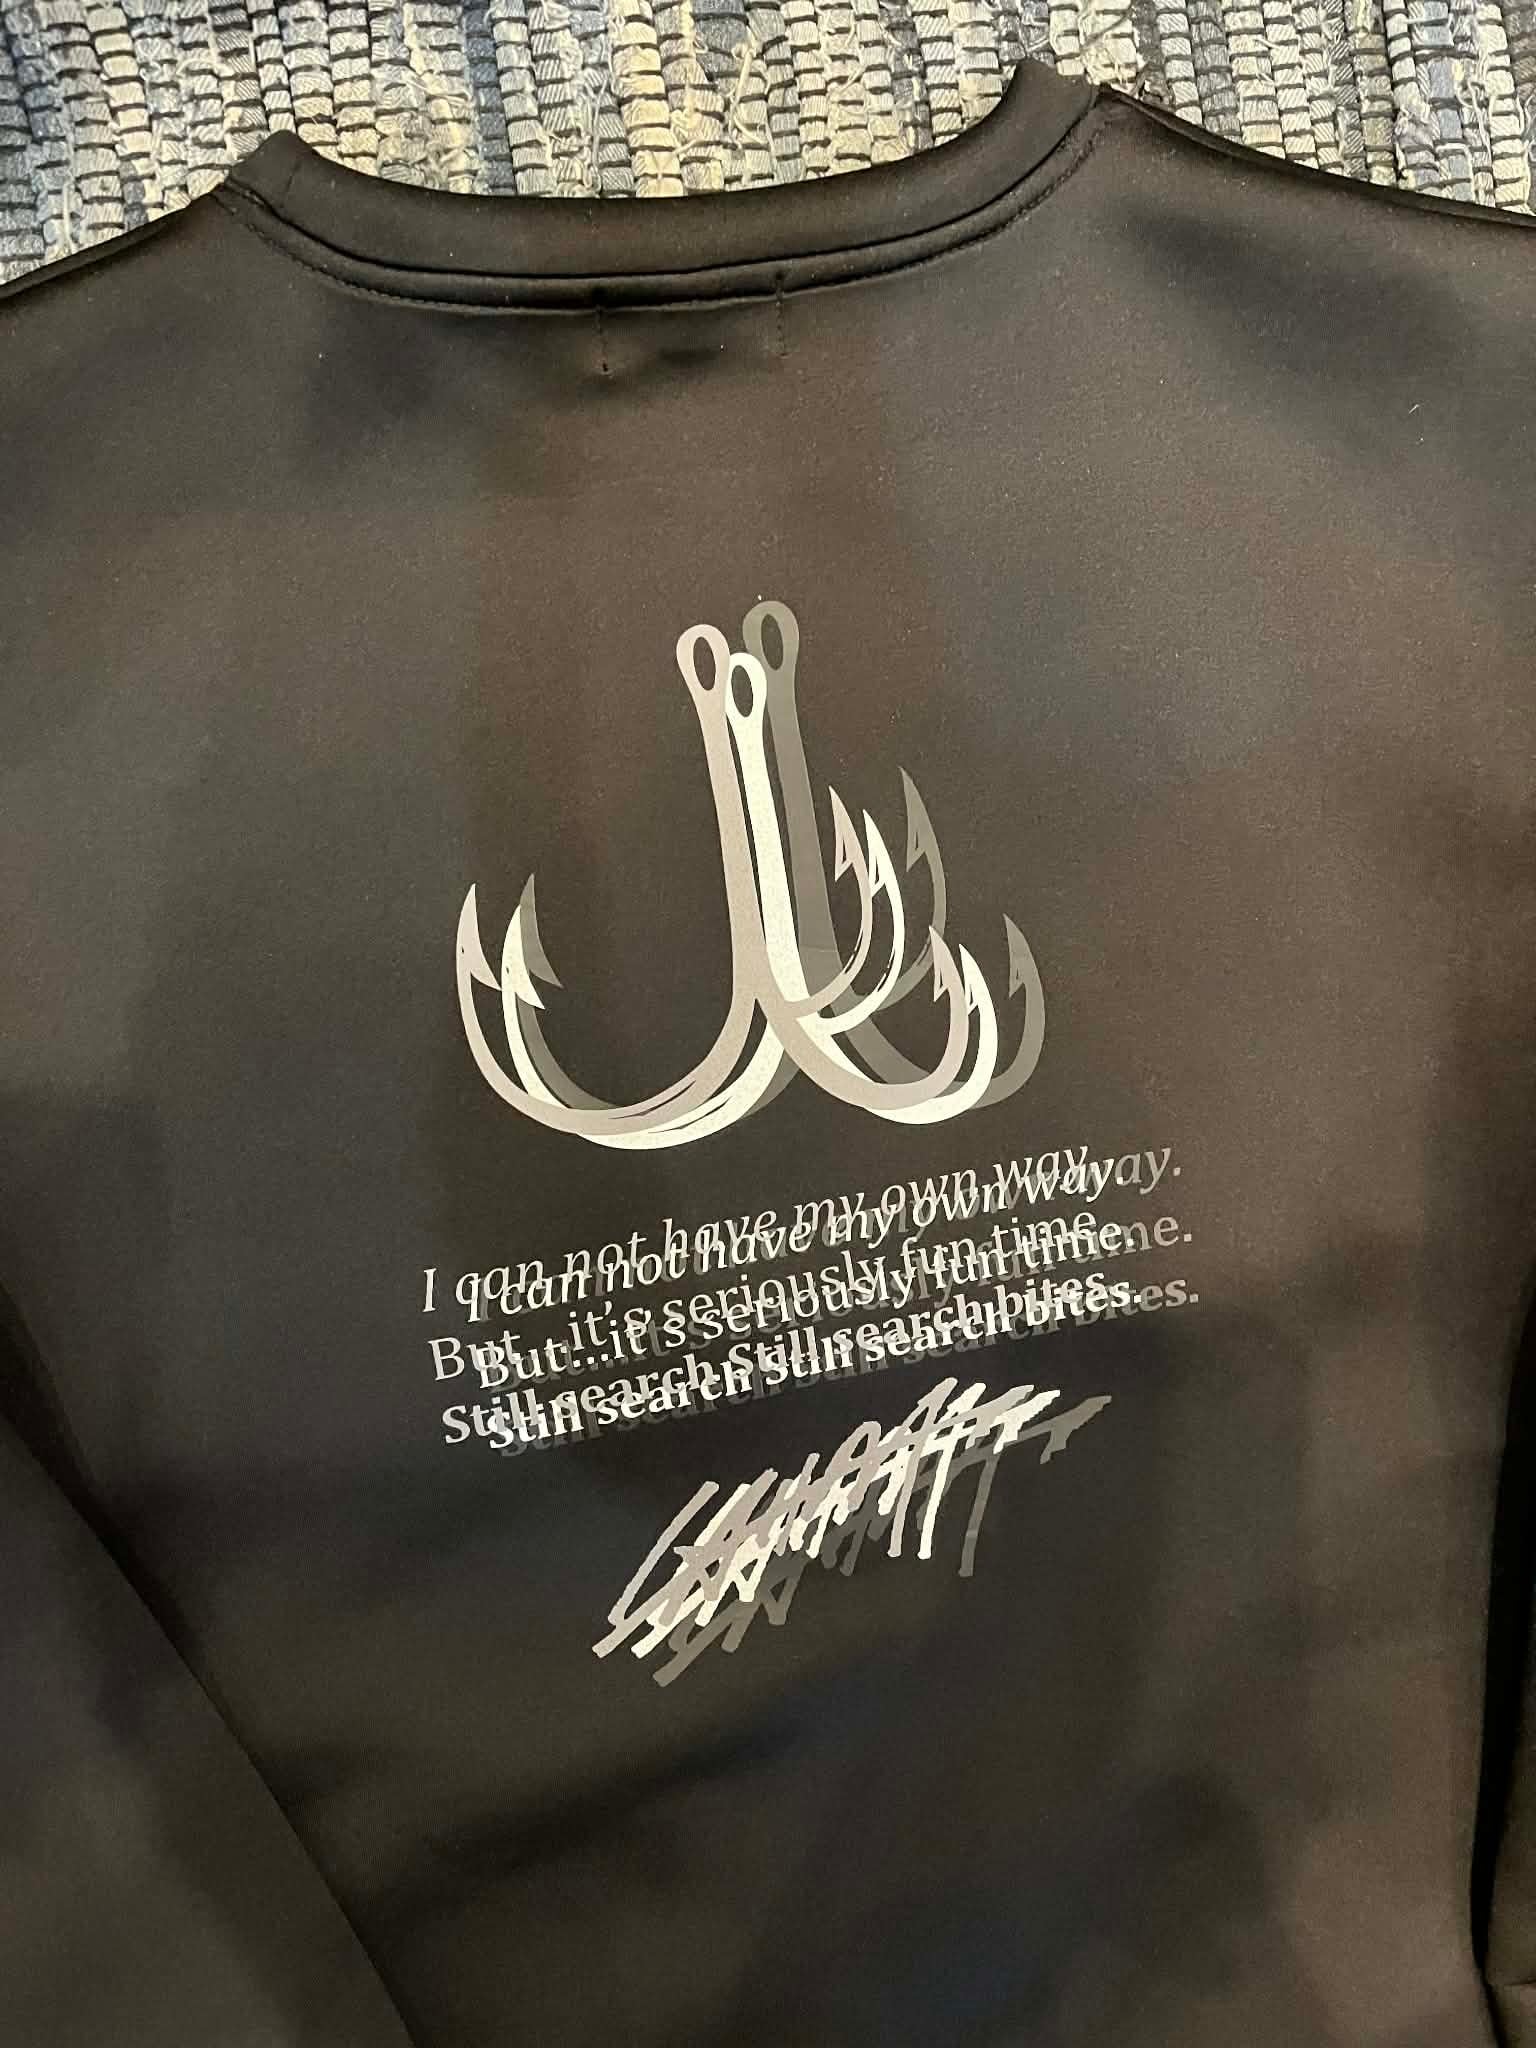 I can not have my own way.
But...it's seriously fun time.
Still search still search bites.